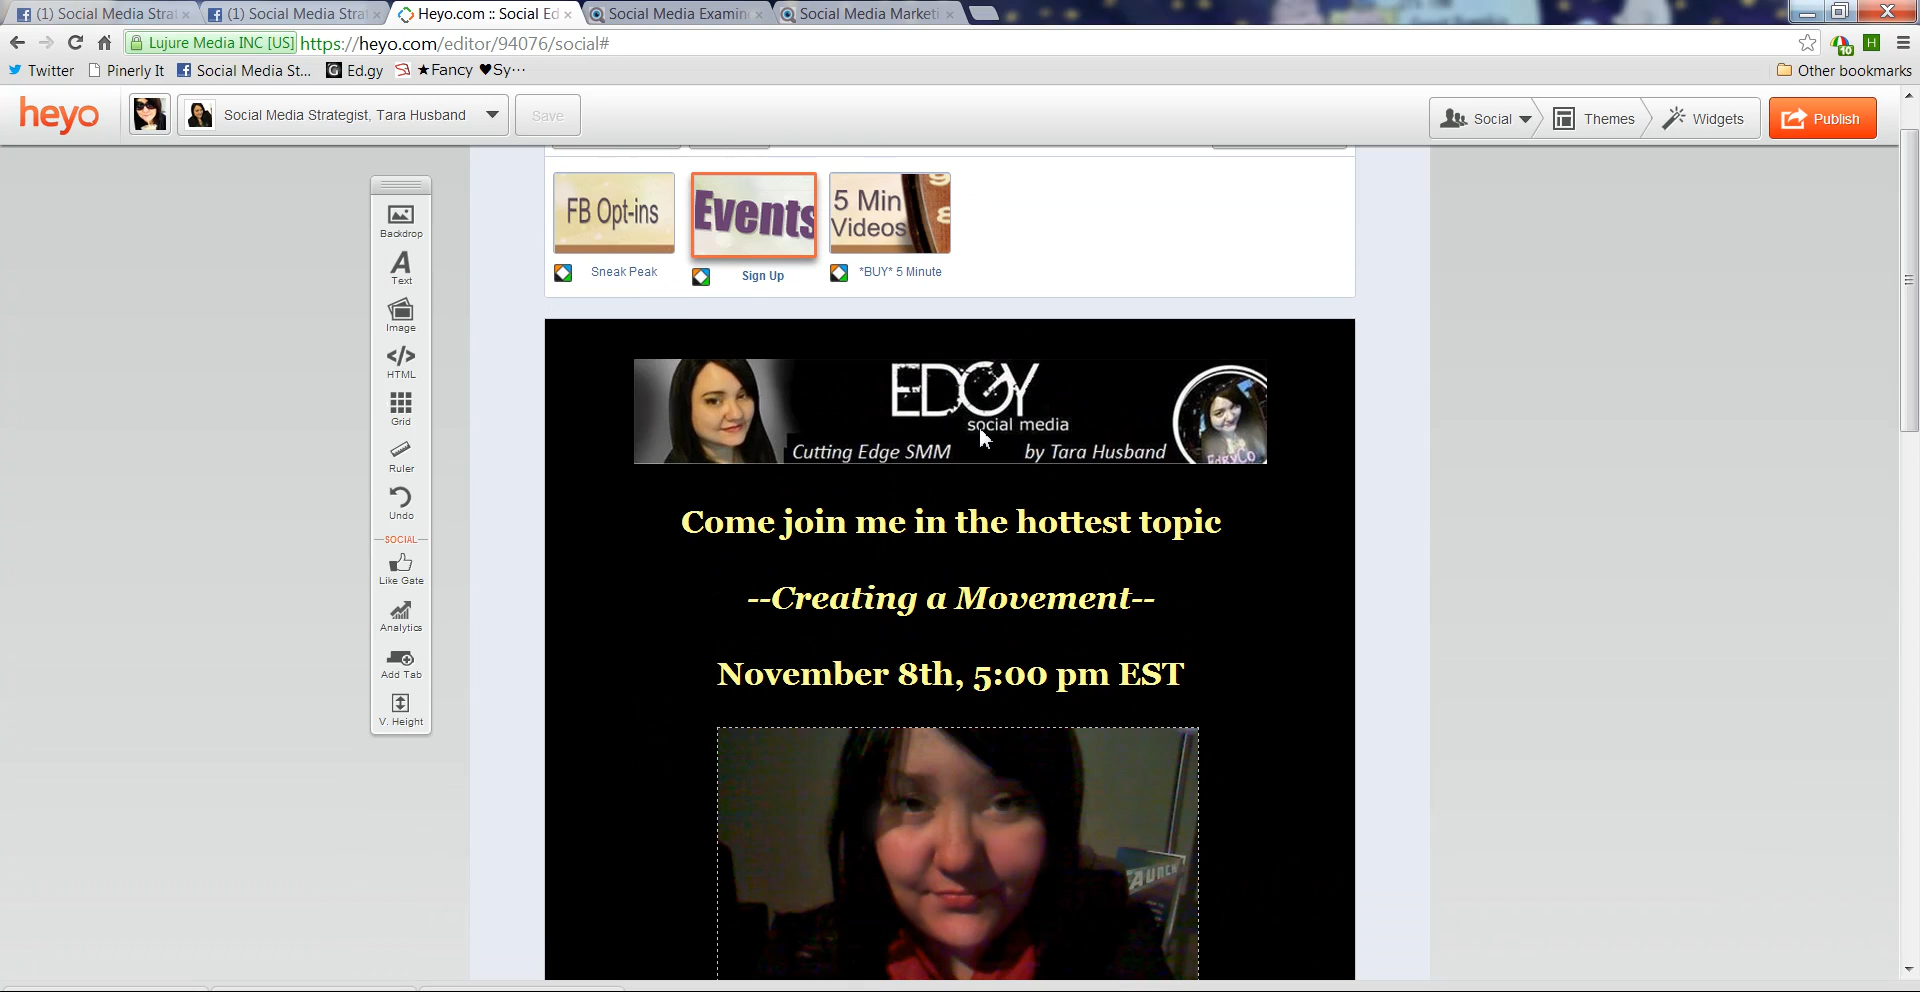 (1) Social Media Strat
(1) Social Media Strat
Heyo.com :: Social Ed
Social Media Examin
Social Media Marketi
Lujure Media INC [US]
https://heyo.com/editor/94076/social#
10
H
Twitter
Pinerly It
Social Media St...
Ed.gy
★Fancy ♥Sy…
Other bookmarks
heyo
Social Media Strategist, Tara Husband
Save
Social
Themes
Widgets
Publish
Backdrop
Text
Image
HTML
Grid
Ruler
Undo
SOCIAL
Like Gate
Analytics
Add Tab
V. Height
FB Opt-ins
Events
5 Min
Videos
Sneak Peak
Sign Up
*BUY* 5 Minute
EDGY
social media
Cutting Edge SMM
by Tara Husband
EdgyCo
Come join me in the hottest topic
--Creating a Movement--
November 8th, 5:00 pm EST
AUNCH